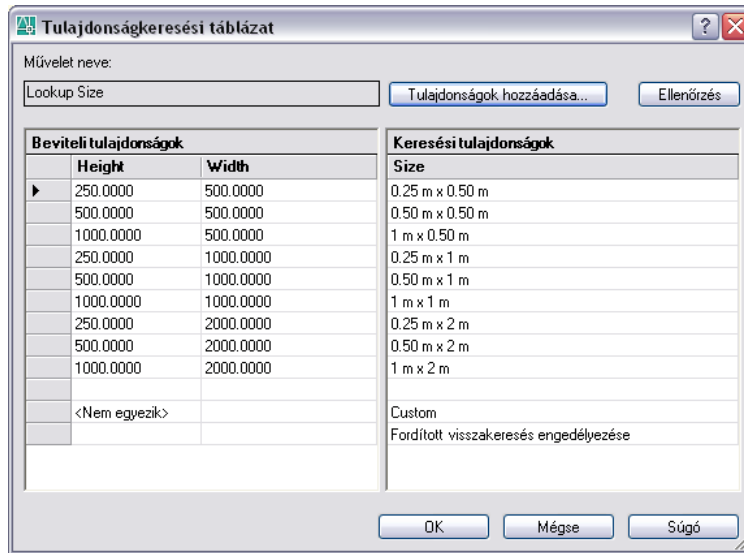 Tulajdonságkeresési táblázat
Művelet neve:
Lookup Size
Tulajdonságok hozzáadása...
Ellenőrzés
Beviteli tulajdonságok
Keresési tulajdonságok
Height Width Size
250.0000 500.0000 0.25 m x 0.50 m
500.0000 500.0000 0.50 m x 0.50 m
1000.0000 500.0000 1 m x 0.50 m
250.0000 1000.0000 0.25 m x 1 m
500.0000 1000.0000 0.50 m x 1 m
1000.0000 1000.0000 1 m x 1 m
250.0000 2000.0000 0.25 m x 2 m
500.0000 2000.0000 0.50 m x 2 m
1000.0000 2000.0000 1 m x 2 m
<Nem egyezik> Custom
Fordított visszakeresés engedélyezése
OK Mégse Súgó